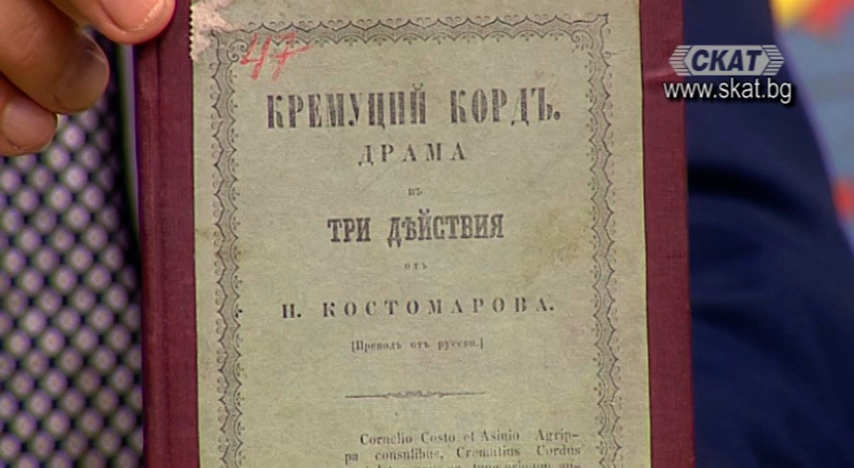 47
СКАТ
www.skat.bg
КРЕМУЦІЙ КОРДЪ.
ДРАМА
въ
ТРИ ДѢЙСТВИЯ
отъ
Н. КОСТОМАРОВА.
[Преводъ отъ русски.]
Cornelio Cosso et Asinio Agrip-
pa consulibus, Cremutius Cordus